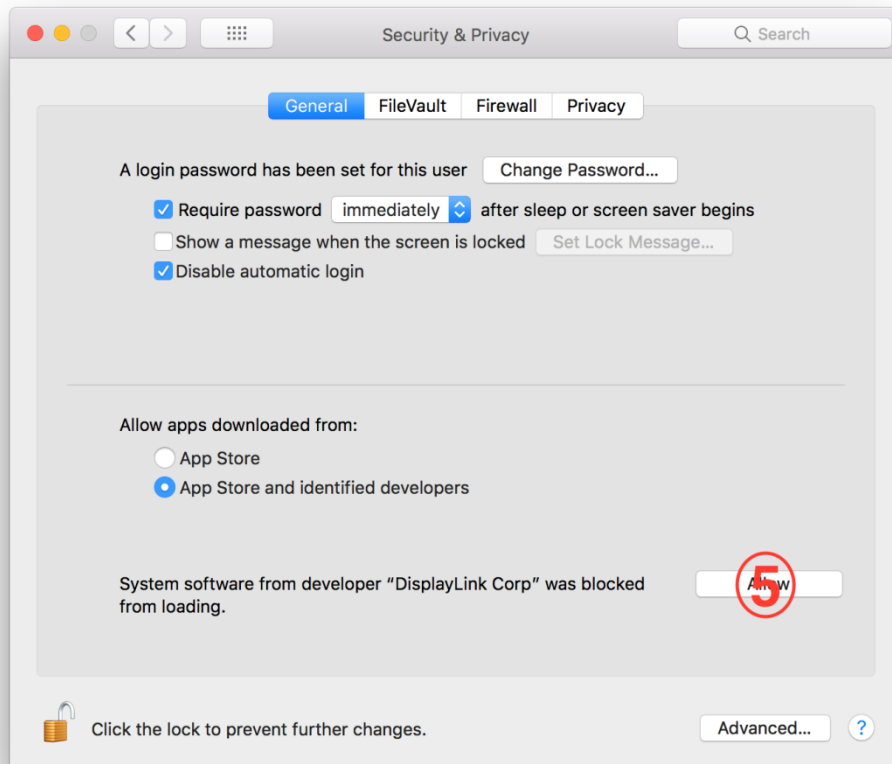 Security & Privacy
Search
General FileVault Firewall Privacy
A login password has been set for this user Change Password...
Require password immediately after sleep or screen saver begins
Show a message when the screen is locked Set Lock Message...
Disable automatic login
Allow apps downloaded from:
App Store
App Store and identified developers
System software from developer “DisplayLink Corp” was blocked
from loading.
Allow
5
Click the lock to prevent further changes.
Advanced... ?